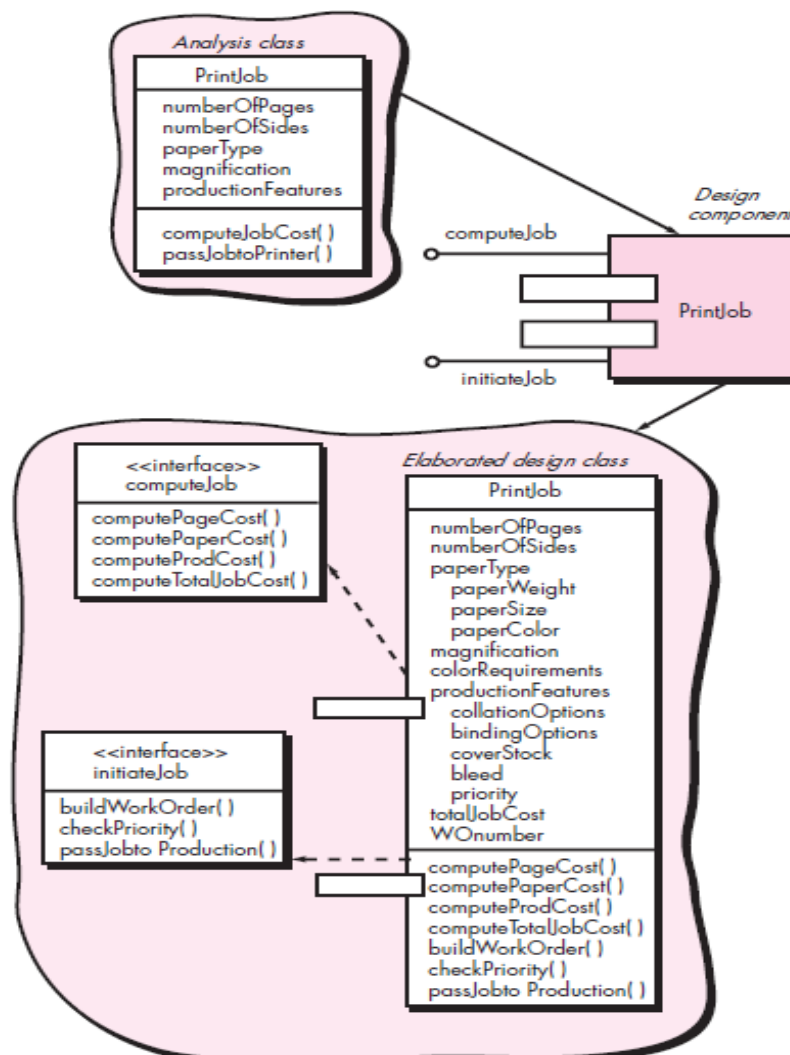 Analysis class
PrintJob
numberOfPages
numberOfSides
paperType
magnification
productionFeatures
computeJobCost( )
passJobtoPrinter( )
Design
component
computeJob
PrintJob
initiateJob
<<interface>>
computeJob
computePageCost( )
computePaperCost( )
computeProdCost( )
computeTotalJobCost( )
Elaborated design class
PrintJob
numberOfPages
numberOfSides
paperType
paperWeight
paperSize
paperColor
magnification
colorRequirements
productionFeatures
collationOptions
bindingOptions
coverStock
bleed
priority
totalJobCost
WOnumber
computePageCost( )
computePaperCost( )
computeProdCost( )
computeTotalJobCost( )
buildWorkOrder( )
checkPriority( )
passJobto Production( )
<<interface>>
initiateJob
buildWorkOrder( )
checkPriority( )
passJobto Production( )